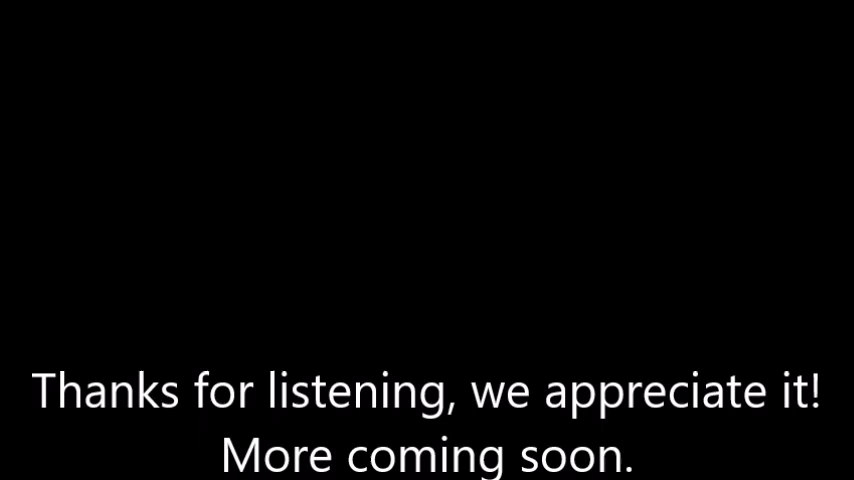 Thanks for listening, we appreciate it!
More coming soon.